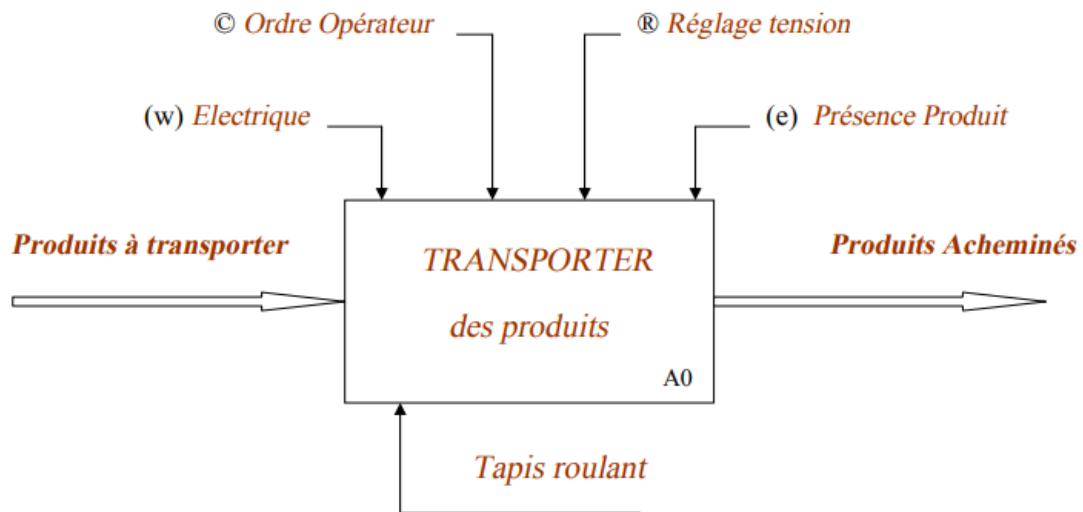 © Ordre Opérateur
® Réglage tension
(w) Electrique
(e) Présence Produit
Produits à transporter
TRANSPORTER
Produits Acheminés
des produits
A0
Tapis roulant